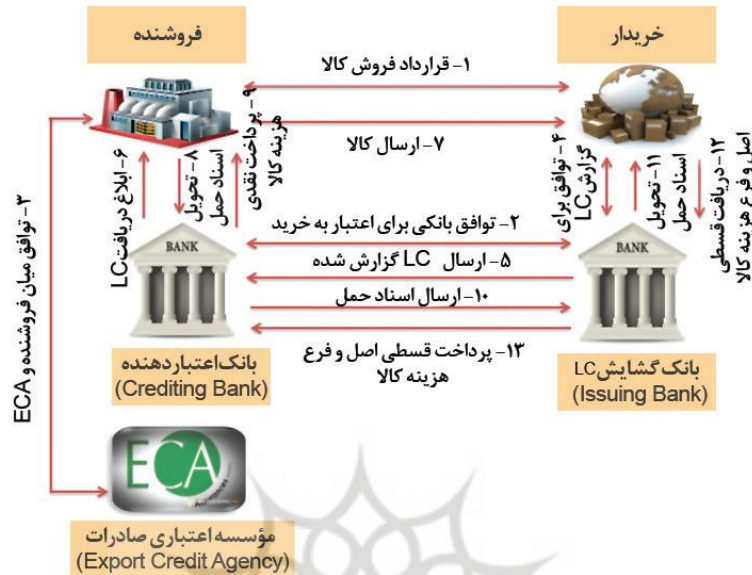 فروشنده
خریدار
۱- قرارداد فروش کالا
۷- ارسال کالا
۹- پرداخت نقدی
هزینه کالا
۸- تحویل
اسناد حمل
۶- ابلاغ دریافت LC
۴- توافق برای
گزارش LC
۱۱- تحویل
اسناد حمل
۱۲- دریافت قسطی
اصل و فرع هزینه کالا
۳- توافق میان فروشنده و ECA
BANK
BANK
۲- توافق بانکی برای اعتبار به خرید
۵- ارسال LC گزارش شده
۱۰- ارسال اسناد حمل
۱۳- پرداخت قسطی اصل و فرع
هزینه کالا
بانک اعتباردهنده
(Crediting Bank)
بانک گشایش LC
(Issuing Bank)
ECA
مؤسسه اعتباری صادرات
(Export Credit Agency)